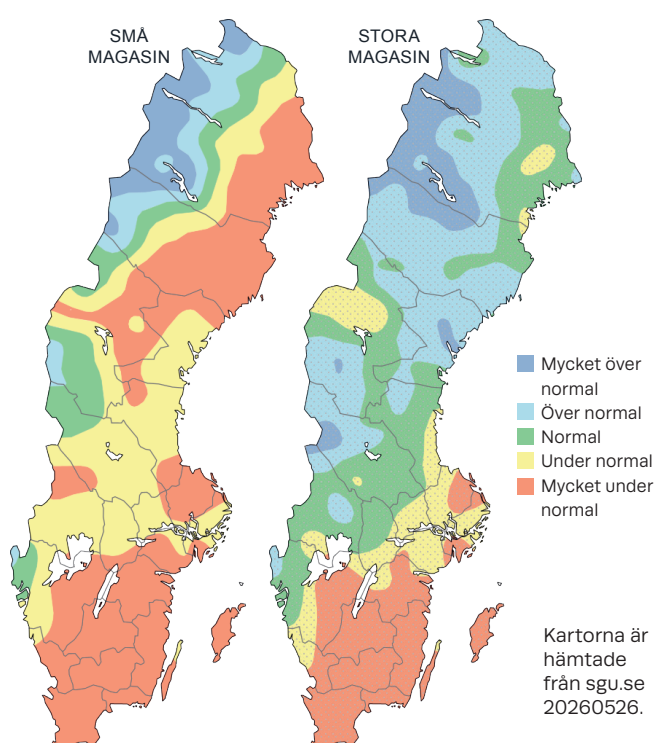 SMÅ
MAGASIN
STORA
MAGASIN
Mycket över
normal
Över normal
Normal
Under normal
Mycket under
normal
Kartorna är
hämtade
från sgu.se
20260526.